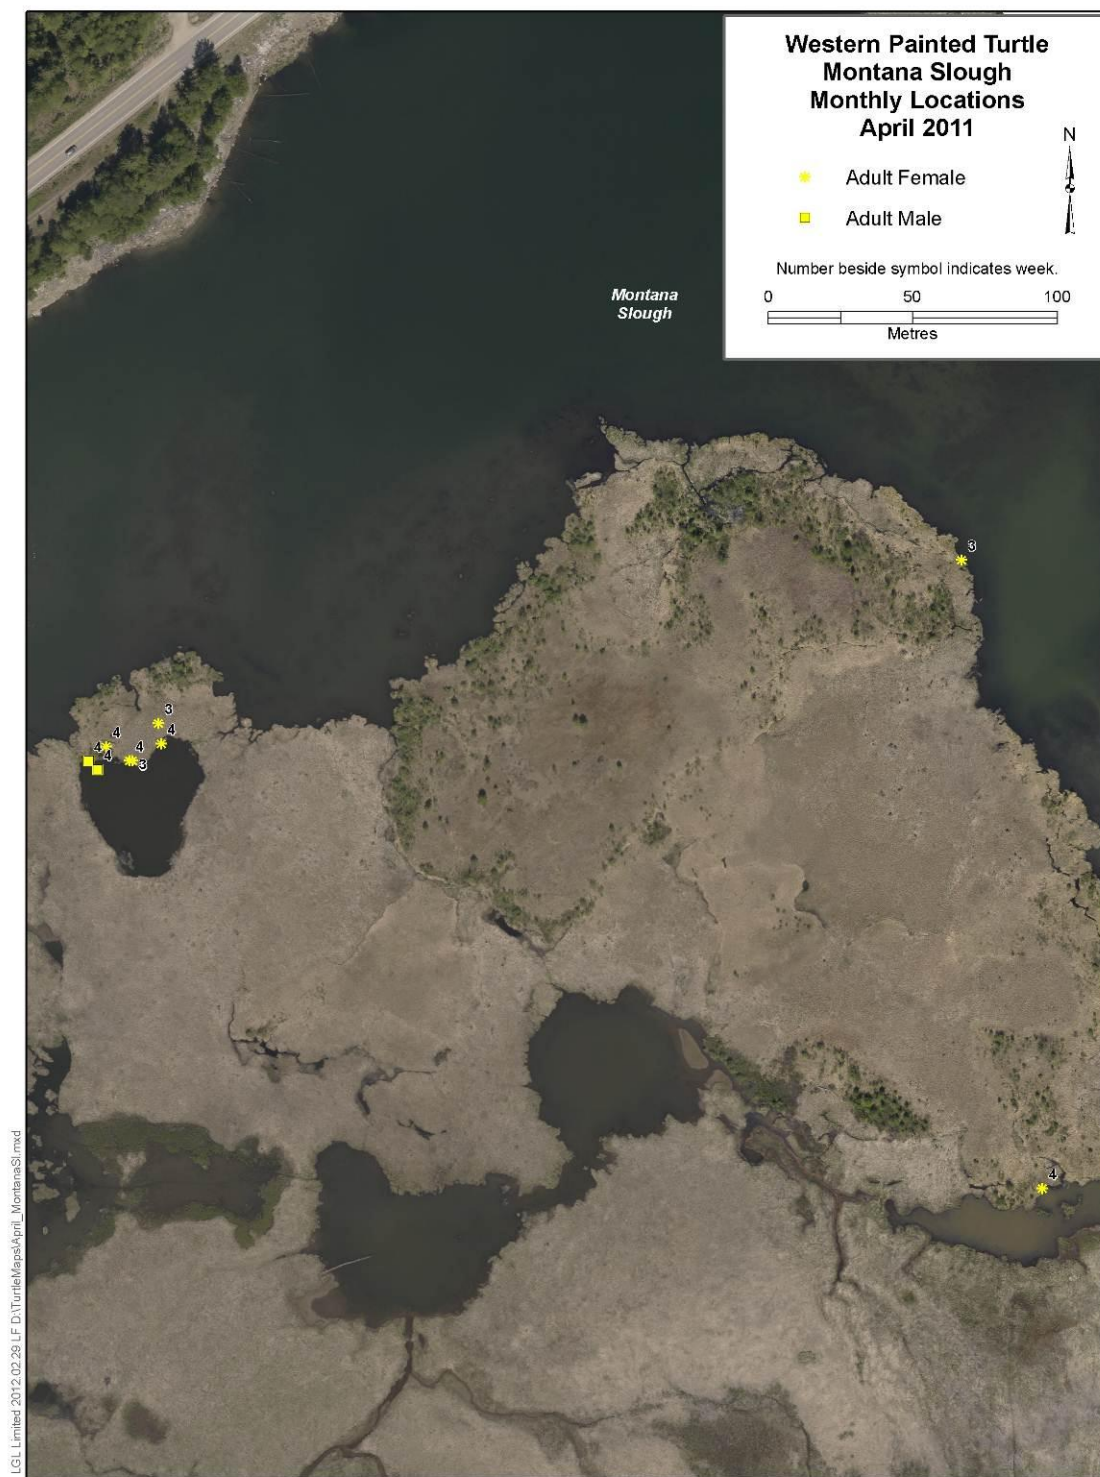 Western Painted Turtle
Montana Slough
Monthly Locations
April 2011
N
Adult Female
Adult Male
Number beside symbol indicates week.
0 50 100
Metres
Montana
Slough
3
3
4
4
4
4
4
3
4
LGL Limited 2012.02.29 LF D:\TurtleMaps\April_MontanaSl.mxd